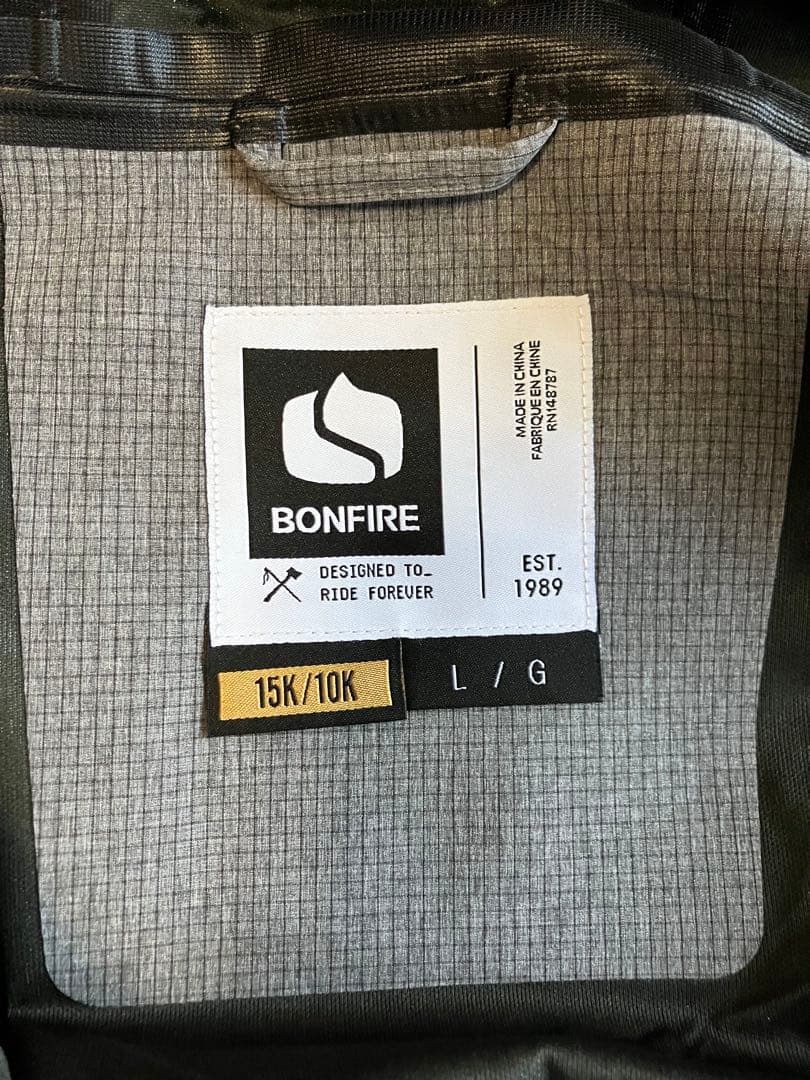 BONFIRE
DESIGNED TO_
RIDE FOREVER
MADE IN CHINA
FABRIQUE EN CHINE
RN148787
EST.
1989
15K/10K
L / G